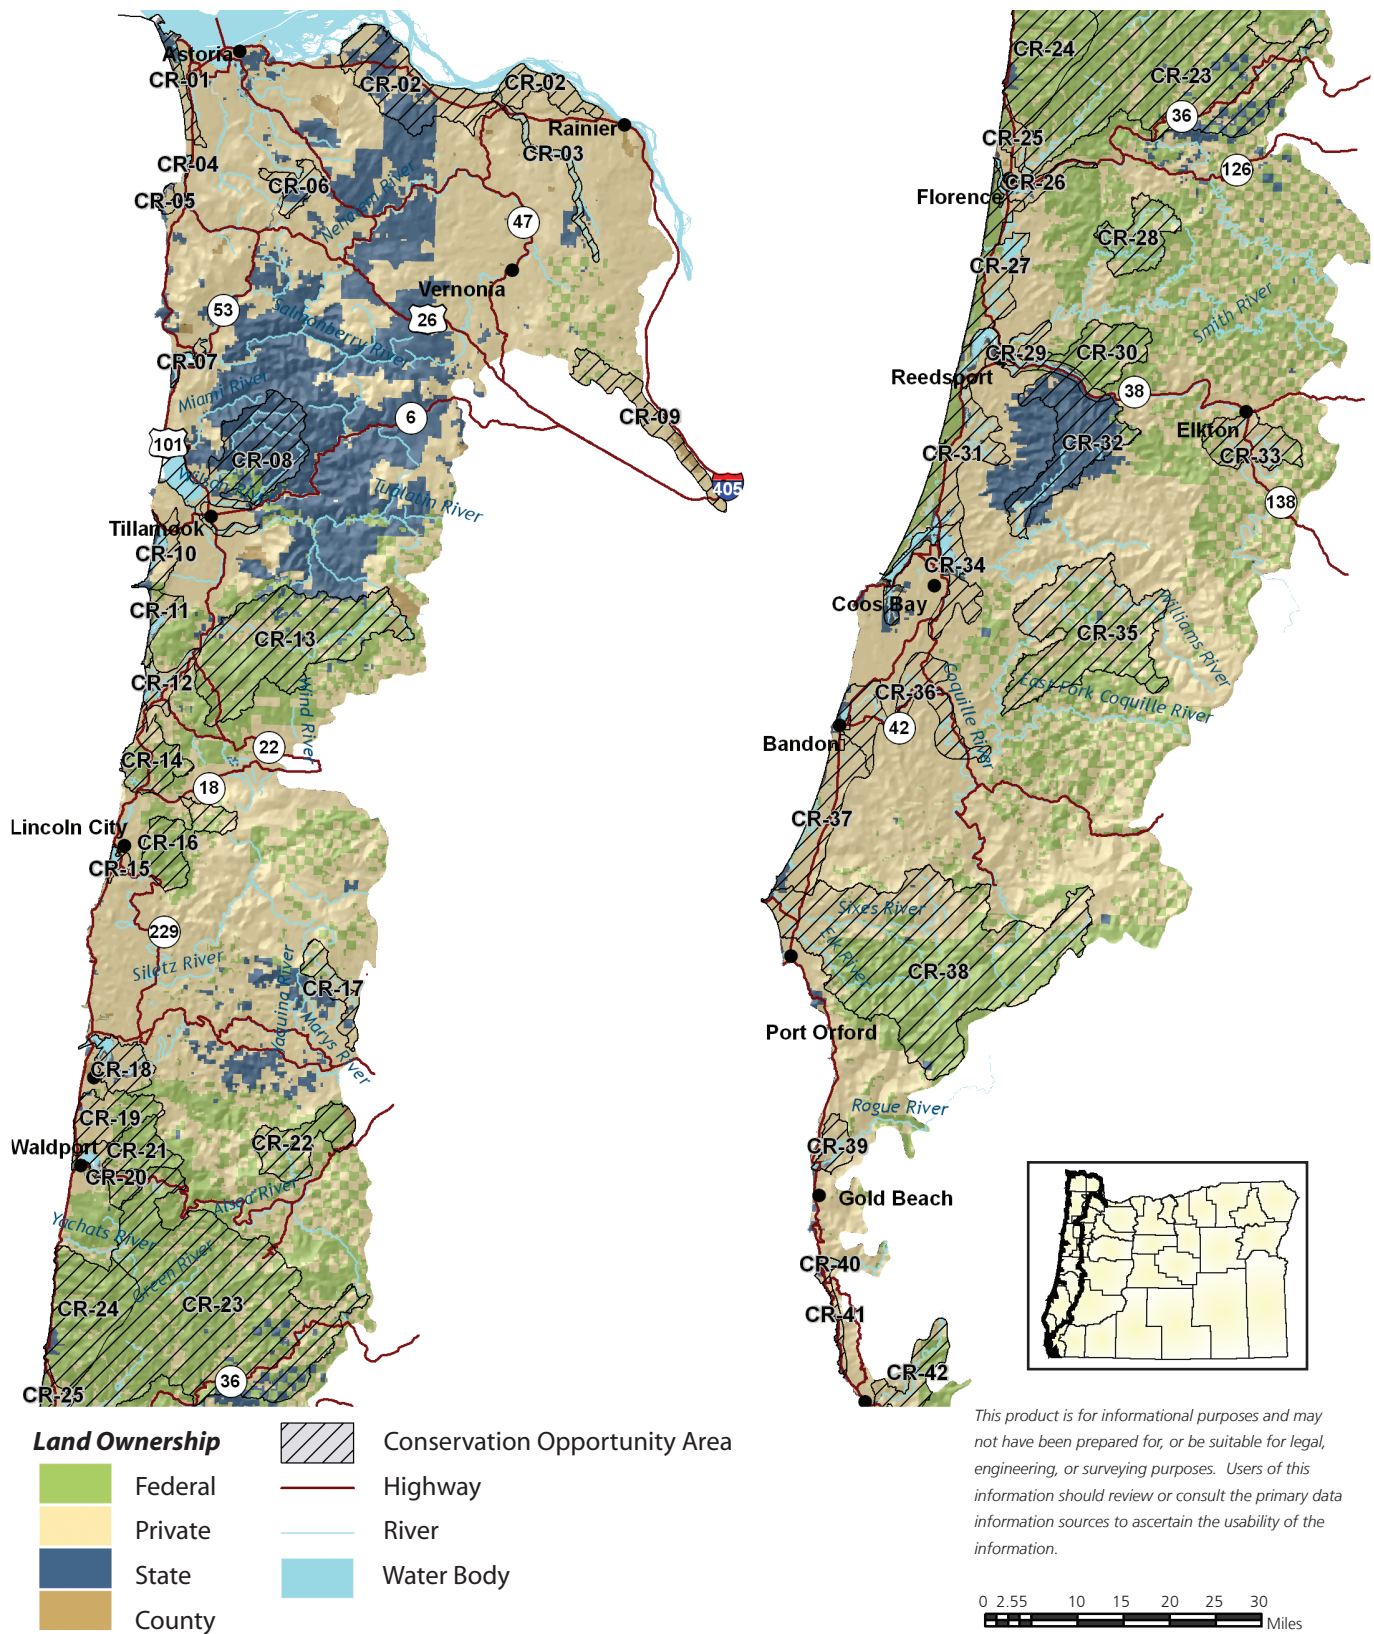 Astoria
CR-01
CR-02
CR-02
Rainier
CR-03
CR-04
CR-06
CR-05
Nehalem River
47
Vernonia
53
26
Salmonberry River
CR-07
Miami River
6
CR-09
101
CR-08
Wilson River
405
Tualatin River
Tillamook
CR-10
CR-11
CR-13
CR-12
Wind River
22
CR-14
18
Lincoln City
CR-16
CR-15
229
Siletz River
Yaquina River
CR-17
Marys River
CR-18
CR-19
Waldport
CR-21
CR-22
CR-20
Alsea River
Yachats River
Green River
CR-24
CR-23
36
CR-25
CR-24
CR-23
36
CR-25
126
CR-26
Florence
CR-28
CR-27
Smith River
CR-29
CR-30
Reedsport
38
Elkton
CR-32
CR-31
CR-33
138
CR-34
Coos Bay
Williams River
CR-35
Coquille River
CR-36
East Fork Coquille River
42
Bandon
CR-37
Sixes River
Elk River
CR-38
Port Orford
Rogue River
CR-39
Gold Beach
CR-40
CR-41
CR-42
Land Ownership
Federal
Private
State
County
Conservation Opportunity Area
Highway
River
Water Body
This product is for informational purposes and may
not have been prepared for, or be suitable for legal,
engineering, or surveying purposes. Users of this
information should review or consult the primary data
information sources to ascertain the usability of the
information.
0 2.55 10 15 20 25 30
Miles